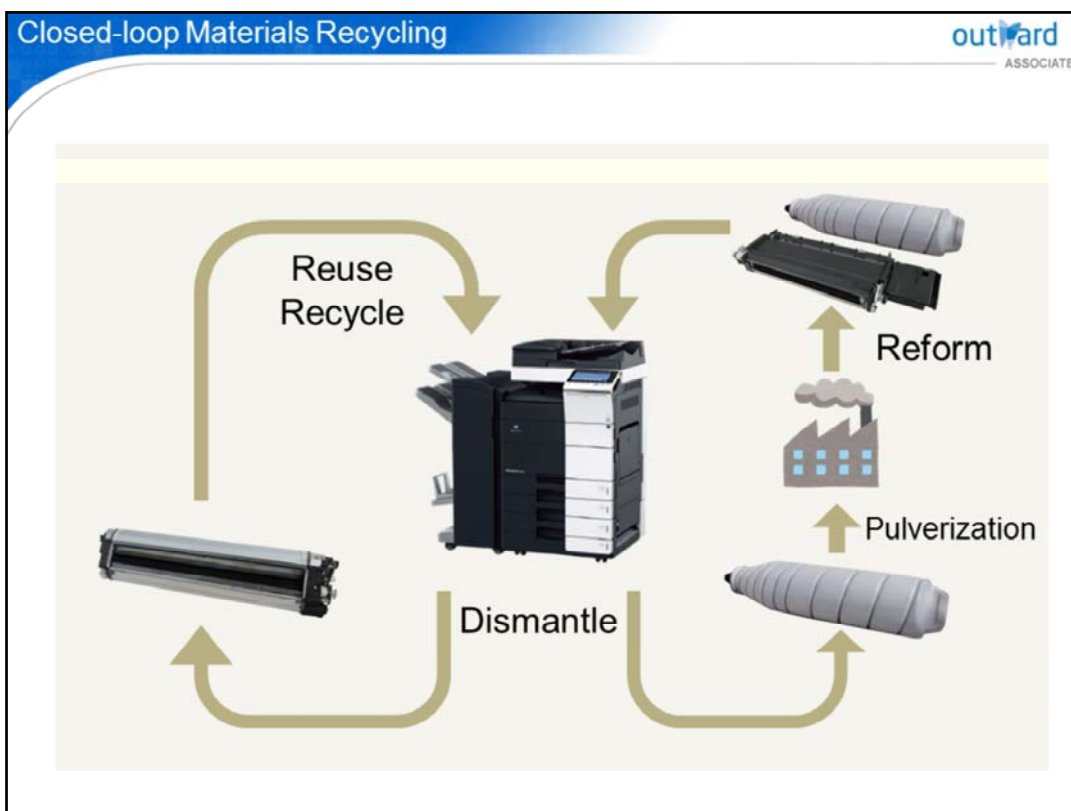 Closed-loop Materials Recycling
outward
ASSOCIATE
Reuse
Recycle
Reform
Pulverization
Dismantle